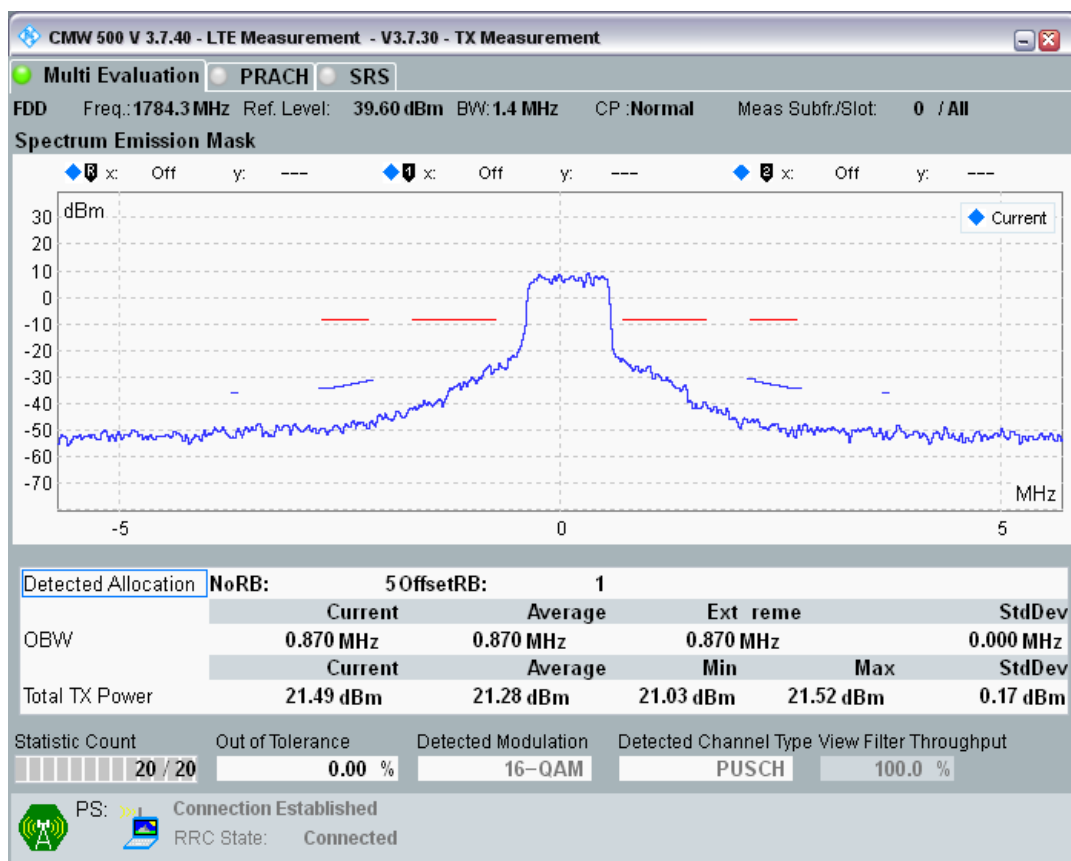 CMW 500 V 3.7.40 - LTE Measurement - V3.7.30 - TX Measurement
Multi Evaluation PRACH SRS
FDD Freq.: 1784.3 MHz Ref. Level: 39.60 dBm BW: 1.4 MHz CP : Normal Meas Subfr./Slot: 0 / All
Spectrum Emission Mask
R x: Off y: --- 1 x: Off y: --- 2 x: Off y: ---
dBm
Current
30
20
10
0
-10
-20
-30
-40
-50
-60
-70
MHz
-5 0 5
Detected Allocation NoRB: 5 OffsetRB: 1
Current Average Ext reme StdDev
OBW 0.870 MHz 0.870 MHz 0.870 MHz 0.000 MHz
Current Average Min Max StdDev
Total TX Power 21.49 dBm 21.28 dBm 21.03 dBm 21.52 dBm 0.17 dBm
Statistic Count Out of Tolerance Detected Modulation Detected Channel Type View Filter Throughput
20 / 20 0.00 % 16-QAM PUSCH 100.0 %
PS: Connection Established
RRC State: Connected